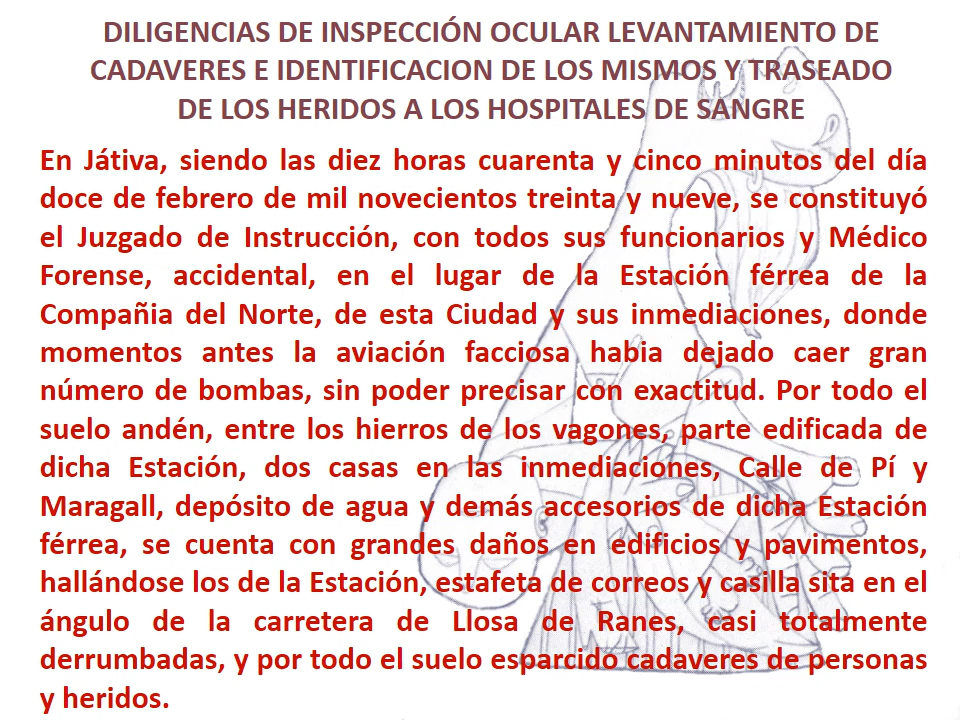 DILIGENCIAS DE INSPECCIÓN OCULAR LEVANTAMIENTO DE
CADAVERES E IDENTIFICACION DE LOS MISMOS Y TRASEADO
DE LOS HERIDOS A LOS HOSPITALES DE SANGRE
En Játiva, siendo las diez horas cuarenta y cinco minutos del día
doce de febrero de mil novecientos treinta y nueve, se constituyó
el Juzgado de Instrucción, con todos sus funcionarios y Médico
Forense, accidental, en el lugar de la Estación férrea de la
Compañia del Norte, de esta Ciudad y sus inmediaciones, donde
momentos antes la aviación facciosa habia dejado caer gran
número de bombas, sin poder precisar con exactitud. Por todo el
suelo andén, entre los hierros de los vagones, parte edificada de
dicha Estación, dos casas en las inmediaciones, Calle de Pí y
Maragall, depósito de agua y demás accesorios de dicha Estación
férrea, se cuenta con grandes daños en edificios y pavimentos,
hallándose los de la Estación, estafeta de correos y casilla sita en el
ángulo de la carretera de Llosa de Ranes, casi totalmente
derrumbadas, y por todo el suelo esparcido cadaveres de personas
y heridos.